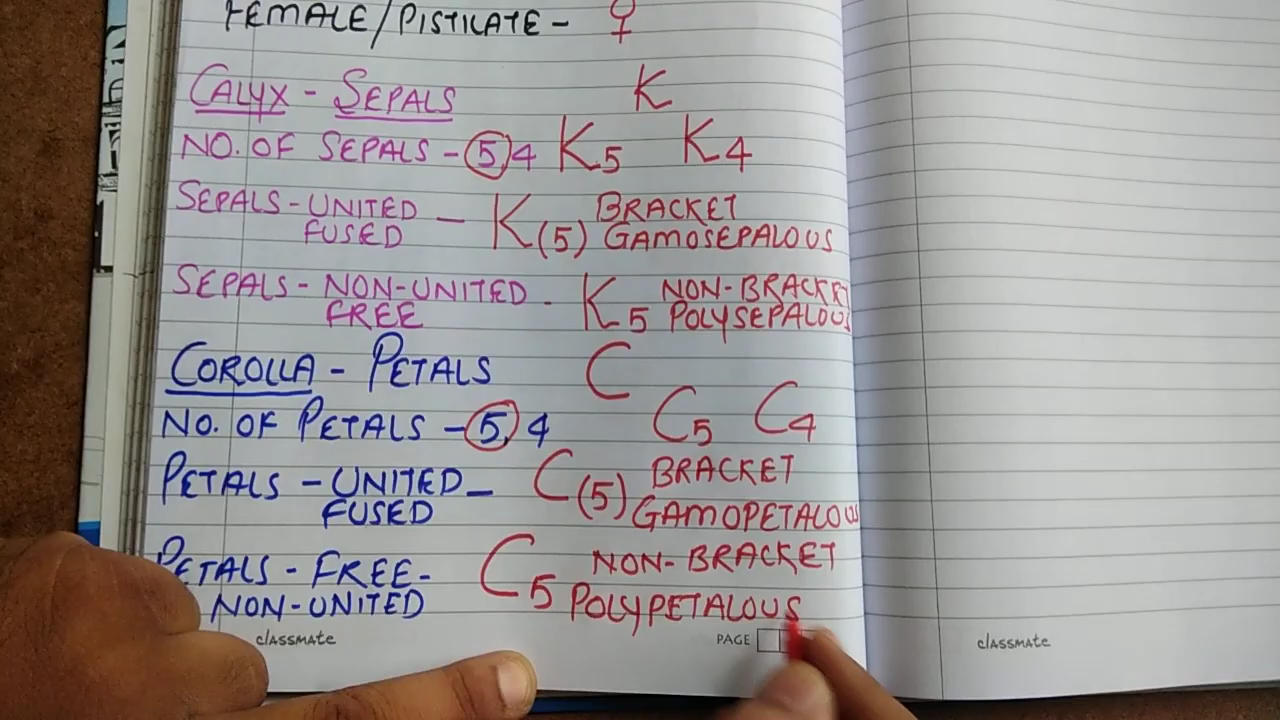 FEMALE/PISTICATE - ♀
CALYX - SEPALS K
NO. OF SEPALS - 5 4 K5 K4
SEPALS - UNITED - K(5) BRACKET
FUSED GAMOSEPALOUS
SEPALS - NON-UNITED - K5 NON-BRACKET
FREE POLYSEPALOUS
COROLLA - PETALS C
NO. OF PETALS - 5 4 C5 C4
PETALS - UNITED - C(5) BRACKET
FUSED GAMOPETALOUS
PETALS - FREE - C5 NON-BRACKET
NON-UNITED POLYPETALOUS
classmate PAGE
classmate